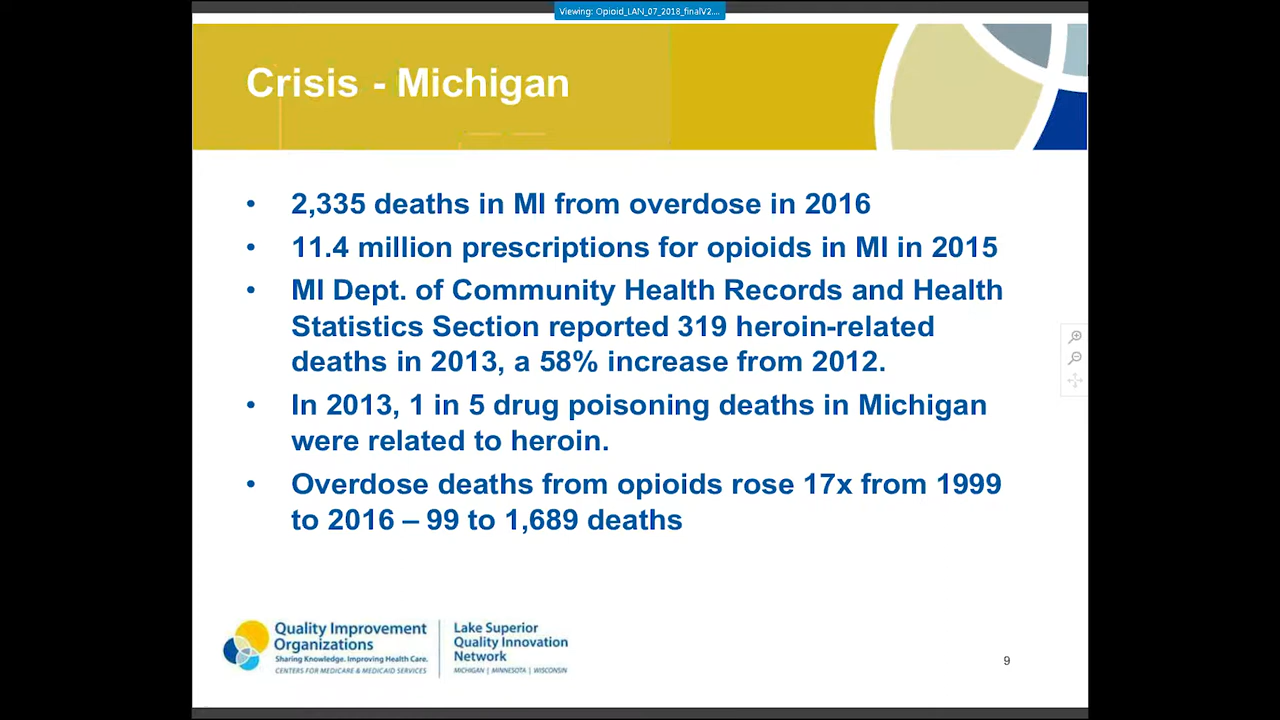 Viewing: Opioid_LAN_07_2018_finalV2....
Crisis - Michigan
• 2,335 deaths in MI from overdose in 2016
• 11.4 million prescriptions for opioids in MI in 2015
• MI Dept. of Community Health Records and Health
Statistics Section reported 319 heroin-related
deaths in 2013, a 58% increase from 2012.
• In 2013, 1 in 5 drug poisoning deaths in Michigan
were related to heroin.
• Overdose deaths from opioids rose 17x from 1999
to 2016 – 99 to 1,689 deaths
Quality Improvement
Organizations
Sharing Knowledge. Improving Health Care.
CENTERS FOR MEDICARE & MEDICAID SERVICES
Lake Superior
Quality Innovation
Network
MICHIGAN | MINNESOTA | WISCONSIN
9